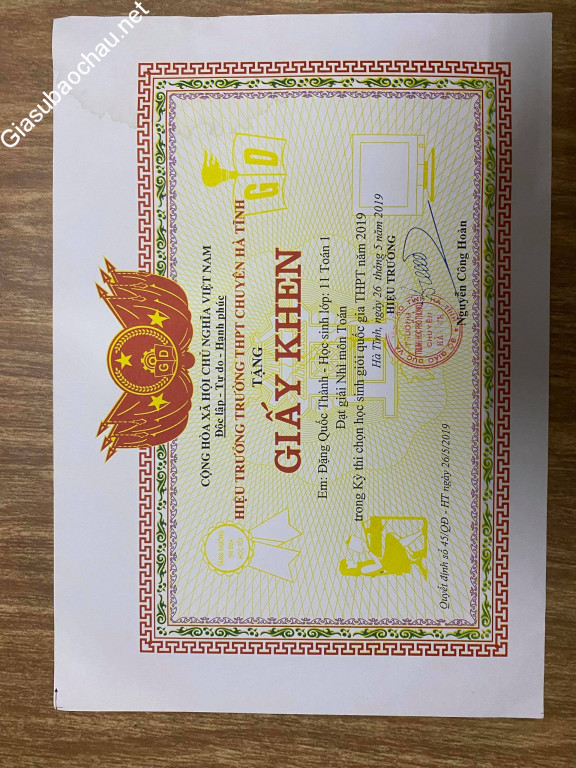 Giasubaochau.net
GD
GD
CỘNG HÒA XÃ HỘI CHỦ NGHĨA VIỆT NAM
Độc lập - Tự do - Hạnh phúc
HIỆU TRƯỞNG TRƯỜNG THPT CHUYÊN HÀ TĨNH
TẶNG
GIẤY KHEN
Em: Đặng Quốc Thành - Học sinh lớp: 11 Toán 1
Đạt giải Nhì môn Toán
trong Kỳ thi chọn học sinh giỏi quốc gia THPT năm 2019
Hà Tĩnh, ngày 26 tháng 5 năm 2019
HIỆU TRƯỞNG
Nguyễn Công Hoàn
Quyết định số 45/QĐ - HT ngày 26/5/2019